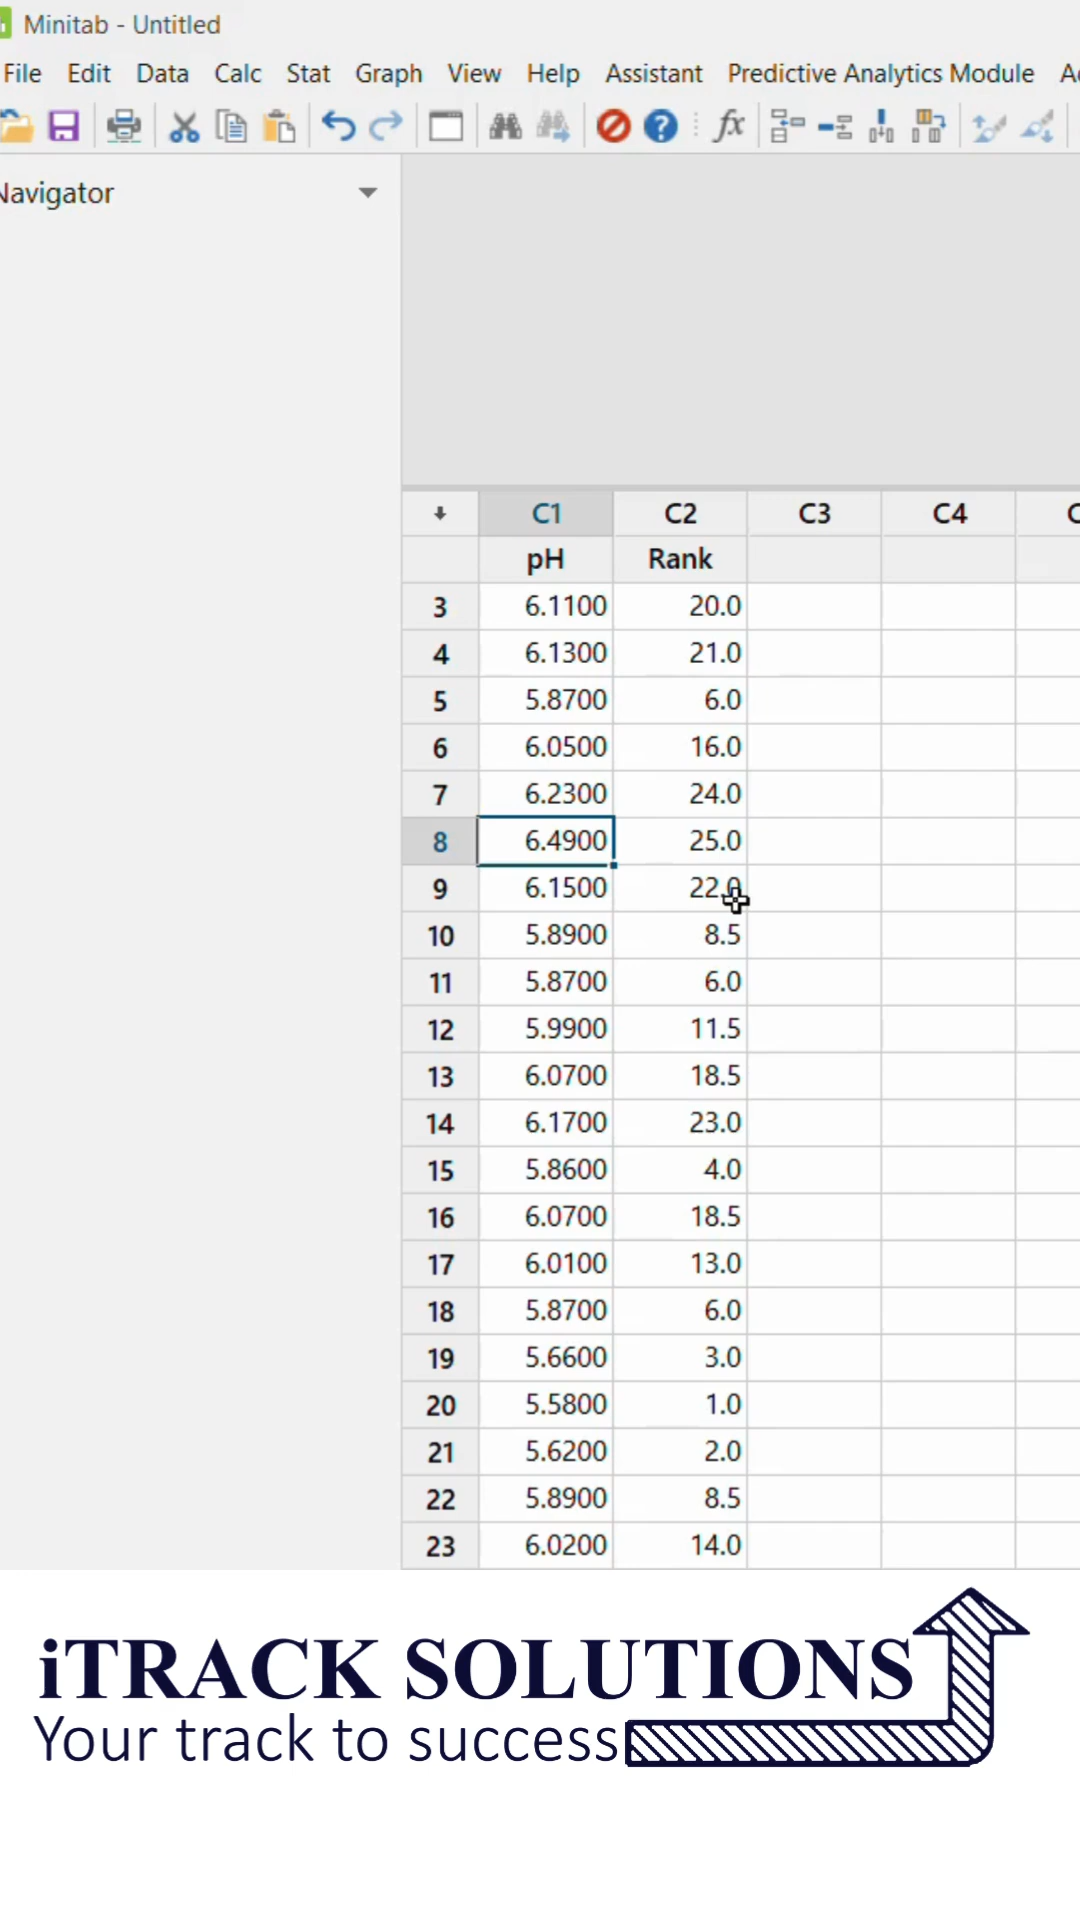 Minitab - Untitled
File Edit Data Calc Stat Graph View Help Assistant Predictive Analytics Module
Navigator
C1 C2 C3 C4
pH Rank
3 6.1100 20.0
4 6.1300 21.0
5 5.8700 6.0
6 6.0500 16.0
7 6.2300 24.0
8 6.4900 25.0
9 6.1500 22.0
10 5.8900 8.5
11 5.8700 6.0
12 5.9900 11.5
13 6.0700 18.5
14 6.1700 23.0
15 5.8600 4.0
16 6.0700 18.5
17 6.0100 13.0
18 5.8700 6.0
19 5.6600 3.0
20 5.5800 1.0
21 5.6200 2.0
22 5.8900 8.5
23 6.0200 14.0
iTRACK SOLUTIONS
Your track to success